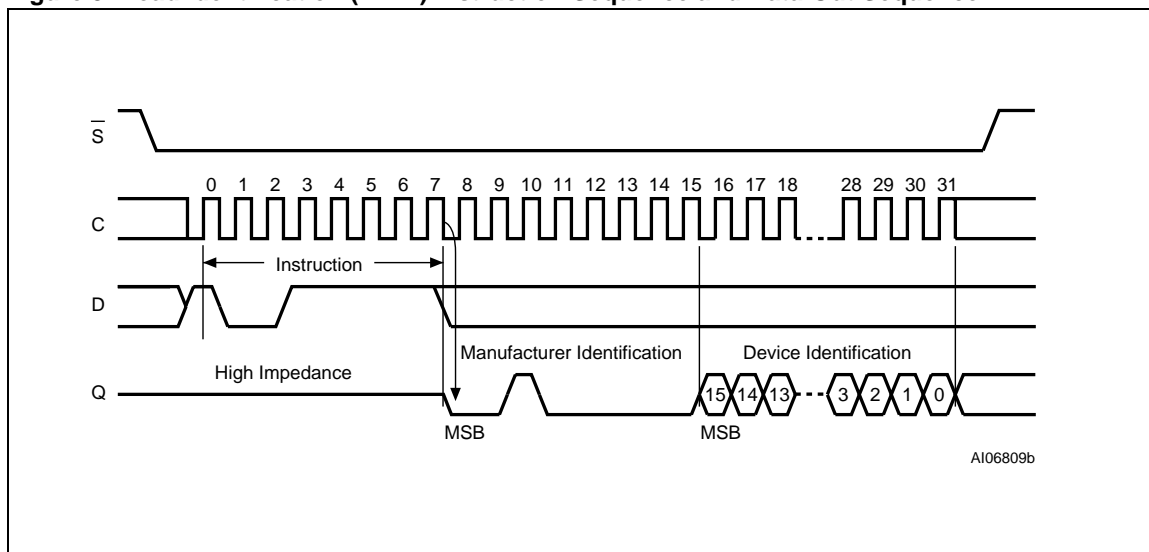 S
0 1 2 3 4 5 6 7 8 9 10 11 12 13 14 15 16 17 18 28 29 30 31
C
Instruction
D
Manufacturer Identification Device Identification
High Impedance
Q 15 14 13 3 2 1 0
MSB MSB
AI06809b